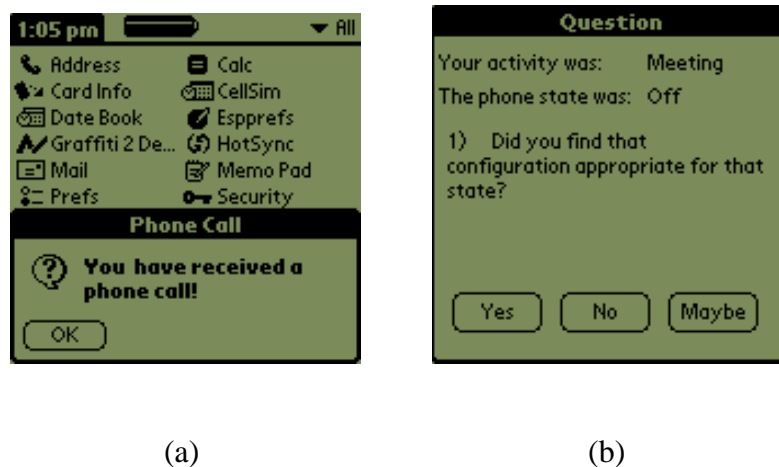 1:05 pm All
Address Calc
Card Info CellSim
Date Book Espprefs
Graffiti 2 De... HotSync
Mail Memo Pad
Prefs Security
Phone Call
You have received a
phone call!
OK
Question
Your activity was: Meeting
The phone state was: Off
1) Did you find that
configuration appropriate for that
state?
Yes No Maybe
(a) (b)